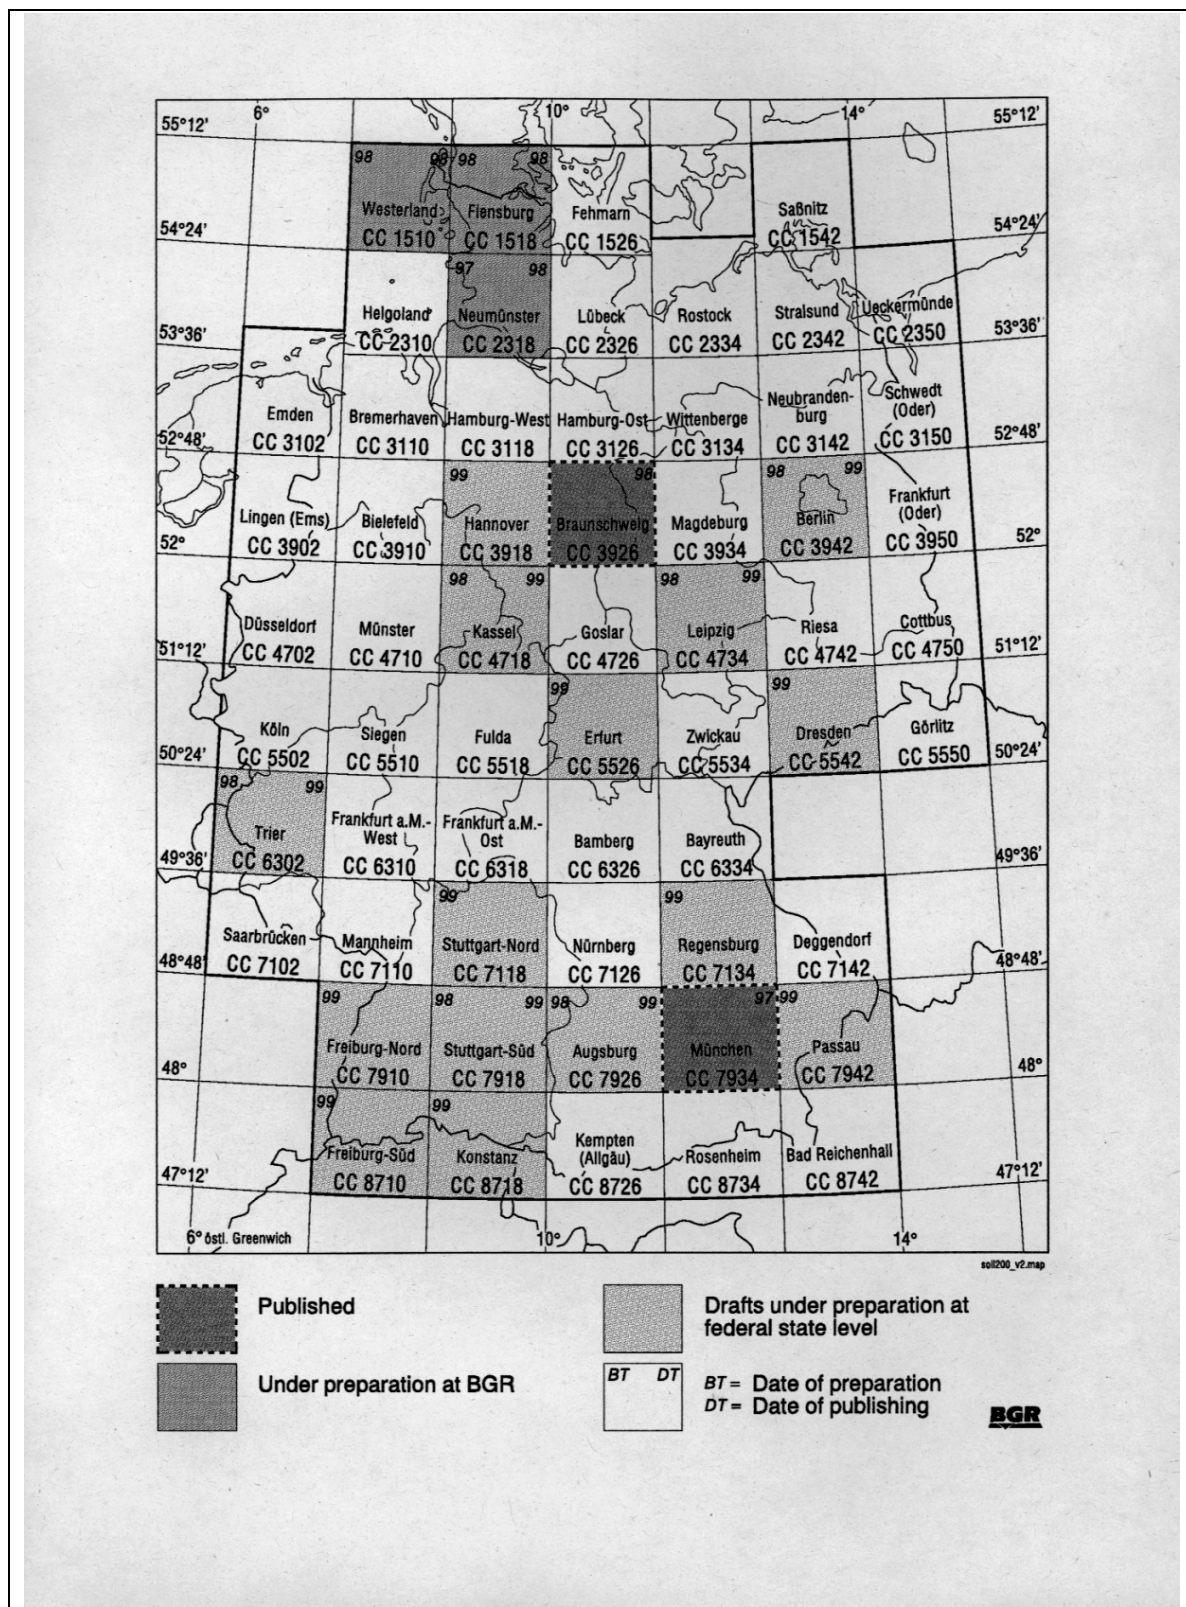 6° 10° 14°
55°12' 55°12'
98 98 98 98
Westerland Flensburg Fehmarn Saßnitz
54°24' CC 1510 CC 1518 CC 1526 CC 1542 54°24'
97 98
Helgoland Neumünster Lübeck Rostock Stralsund Ueckermünde
53°36' CC 2310 CC 2318 CC 2326 CC 2334 CC 2342 CC 2350 53°36'
Emden Bremerhaven Hamburg-West Hamburg-Ost Wittenberge Neubranden-
burg Schwedt
(Oder)
52°48' CC 3102 CC 3110 CC 3118 CC 3126 CC 3134 CC 3142 CC 3150 52°48'
99 98 98 99
Lingen (Ems) Bielefeld Hannover Braunschweig Magdeburg Berlin Frankfurt
(Oder)
52° CC 3902 CC 3910 CC 3918 CC 3926 CC 3934 CC 3942 CC 3950 52°
98 99 98 99
Düsseldorf Münster Kassel Goslar Leipzig Riesa Cottbus
51°12' CC 4702 CC 4710 CC 4718 CC 4726 CC 4734 CC 4742 CC 4750 51°12'
99 99
Köln Siegen Fulda Erfurt Zwickau Dresden Görlitz
50°24' CC 5502 CC 5510 CC 5518 CC 5526 CC 5534 CC 5542 CC 5550 50°24'
98 99
Trier Frankfurt a.M.-
West Frankfurt a.M.-
Ost Bamberg Bayreuth
49°36' CC 6302 CC 6310 CC 6318 CC 6326 CC 6334 49°36'
99 99
Saarbrücken Mannheim Stuttgart-Nord Nürnberg Regensburg Deggendorf
48°48' CC 7102 CC 7110 CC 7118 CC 7126 CC 7134 CC 7142 48°48'
99 98 99 98 99 97 99
Freiburg-Nord Stuttgart-Süd Augsburg München Passau
48° CC 7910 CC 7918 CC 7926 CC 7934 CC 7942 48°
99 99
Freiburg-Süd Konstanz Kempten
(Allgäu) Rosenheim Bad Reichenhall
47°12' CC 8710 CC 8718 CC 8726 CC 8734 CC 8742 47°12'
6° östl. Greenwich 10° 14°
soil200_v2.map
Published
Under preparation at BGR
Drafts under preparation at
federal state level
BT DT
BT = Date of preparation
DT = Date of publishing
BGR